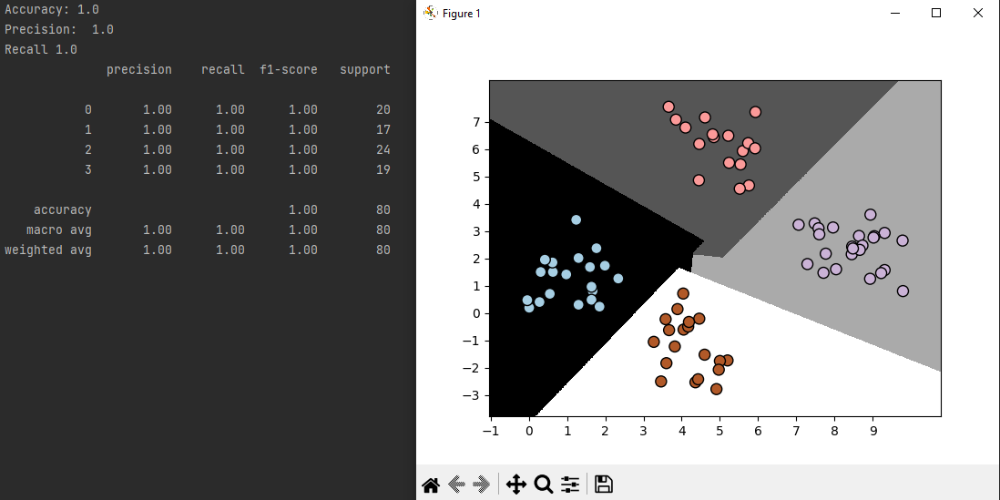 Accuracy: 1.0
Precision:  1.0
Recall 1.0
precision recall f1-score support
0 1.00 1.00 1.00 20
1 1.00 1.00 1.00 17
2 1.00 1.00 1.00 24
3 1.00 1.00 1.00 19
accuracy 1.00 80
macro avg 1.00 1.00 1.00 80
weighted avg 1.00 1.00 1.00 80
Figure 1
7
6
5
4
3
2
1
0
−1
−2
−3
−1 0 1 2 3 4 5 6 7 8 9